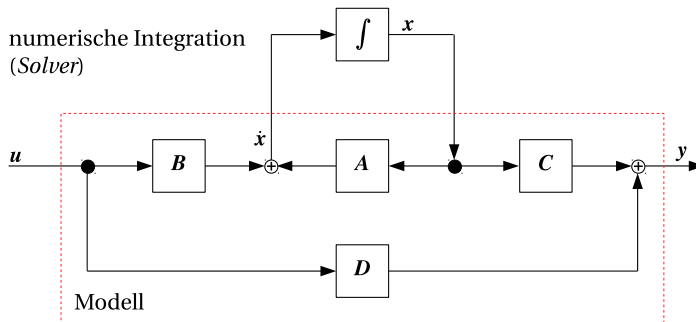 numerische Integration
(Solver)
∫
x
ẋ
u
B
A
C
y
D
Modell